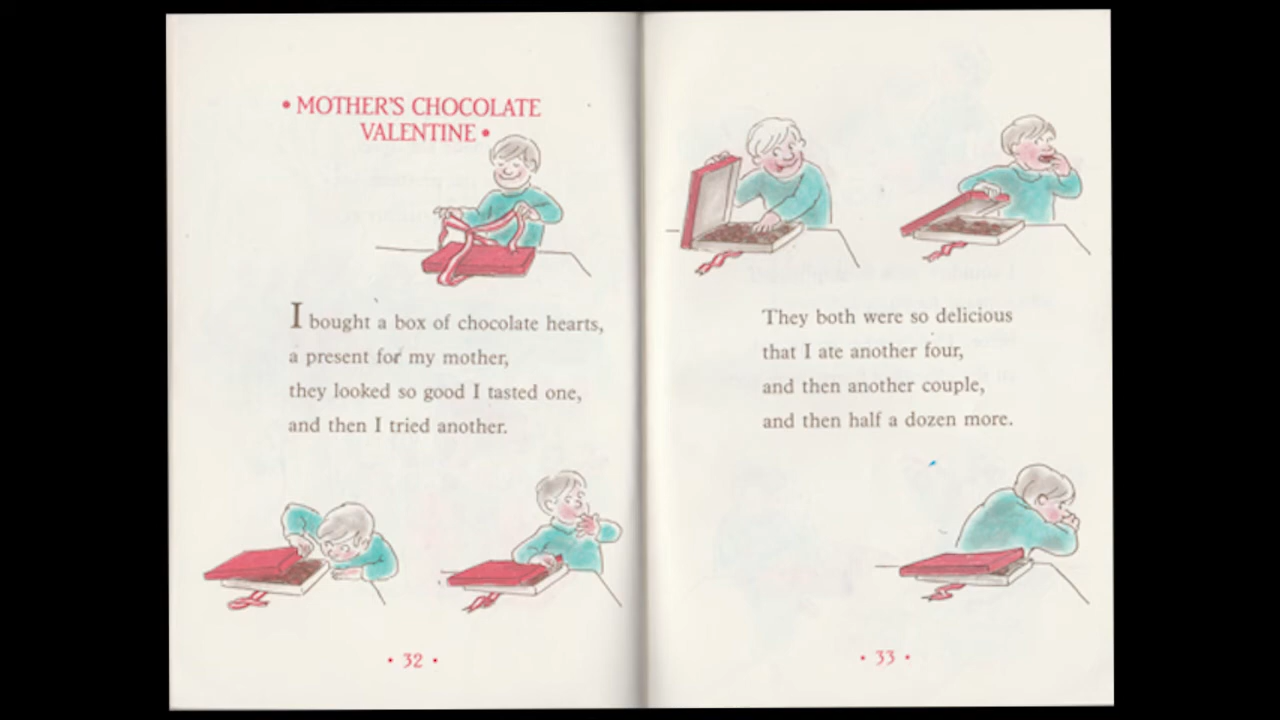 • MOTHER'S CHOCOLATE
VALENTINE •
I bought a box of chocolate hearts,
a present for my mother,
they looked so good I tasted one,
and then I tried another.
• 32 •
They both were so delicious
that I ate another four,
and then another couple,
and then half a dozen more.
• 33 •